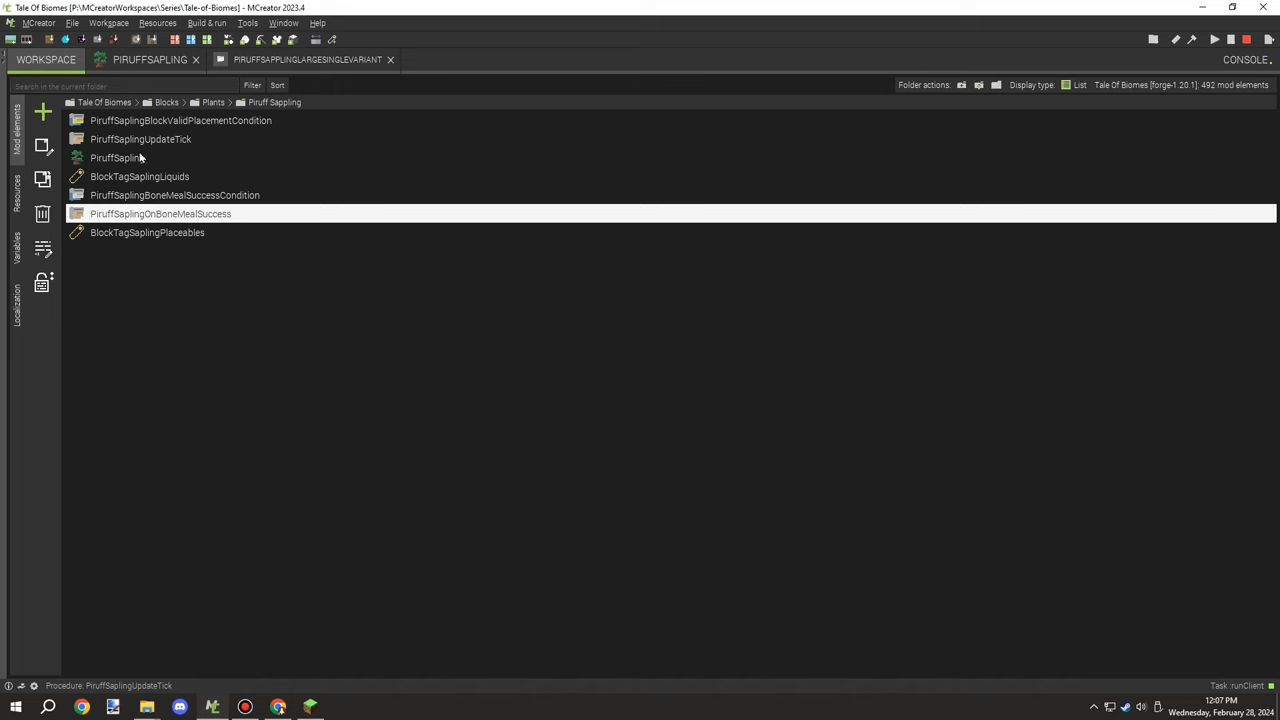 Tale Of Biomes [P:\MCreatorWorkspaces\Series\Tale-of-Biomes] - MCreator 2023.4
MCreator File Workspace Resources Build & run Tools Window Help
WORKSPACE PIRUFFSAPLING PIRUFFSAPPLINGLARGESINGLEVARIANT CONSOLE
Search in the current folder Filter Sort Folder actions: Display type: List Tale Of Biomes [forge-1.20.1]: 492 mod elements
Tale Of Biomes > Blocks > Plants > Piruff Sappling
PiruffSaplingBlockValidPlacementCondition
PiruffSaplingUpdateTick
PiruffSapling
BlockTagSaplingLiquids
PiruffSaplingBoneMealSuccessCondition
PiruffSaplingOnBoneMealSuccess
BlockTagSaplingPlaceables
Mod elements
Resources
Variables
Localization
Procedure: PiruffSaplingUpdateTick Task :runClient
12:07 PM
Wednesday, February 28, 2024